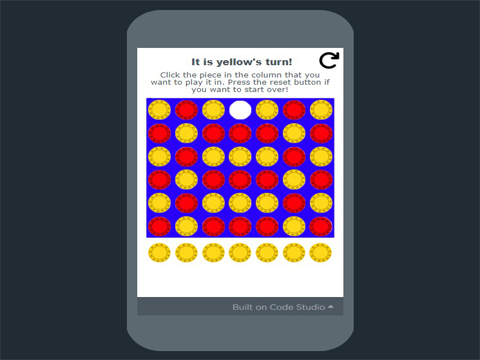 It is yellow's turn!
Click the piece in the column that you
want to play it in. Press the reset button if
you want to start over!
Built on Code Studio